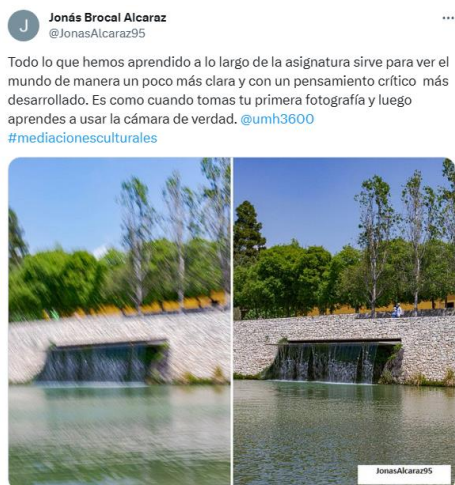 J
Jonás Brocal Alcaraz
@JonasAlcaraz95
Todo lo que hemos aprendido a lo largo de la asignatura sirve para ver el
mundo de manera un poco más clara y con un pensamiento crítico más
desarrollado. Es como cuando tomas tu primera fotografía y luego
aprendes a usar la cámara de verdad. @umh3600
#mediacionesculturales
JonasAlcaraz95